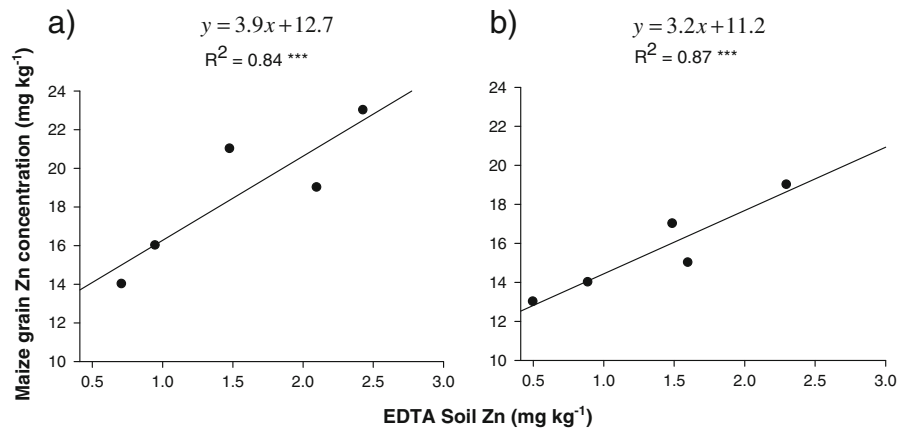 a)
y = 3.9x+12.7
R² = 0.84 ***
b)
y = 3.2x+11.2
R² = 0.87 ***
Maize grain Zn concentration (mg kg⁻¹)
24
22
20
18
16
14
12
10
0.5 1.0 1.5 2.0 2.5 3.0
24
22
20
18
16
14
12
10
0.5 1.0 1.5 2.0 2.5 3.0
EDTA Soil Zn (mg kg⁻¹)